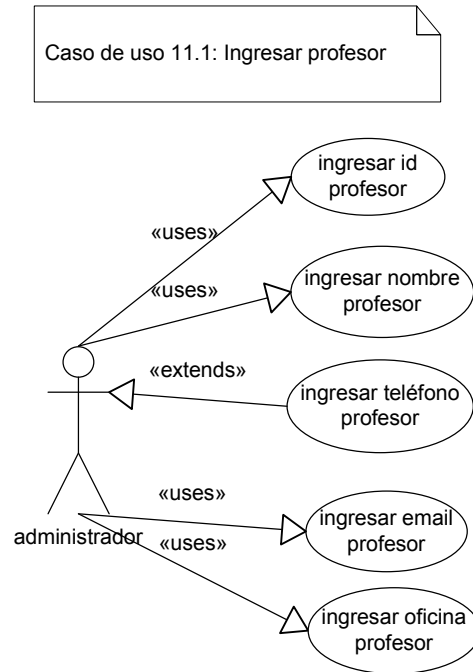 Caso de uso 11.1: Ingresar profesor
ingresar id
profesor
«uses»
ingresar nombre
profesor
«uses»
«extends»
ingresar teléfono
profesor
«uses»
ingresar email
profesor
administrador
«uses»
ingresar oficina
profesor